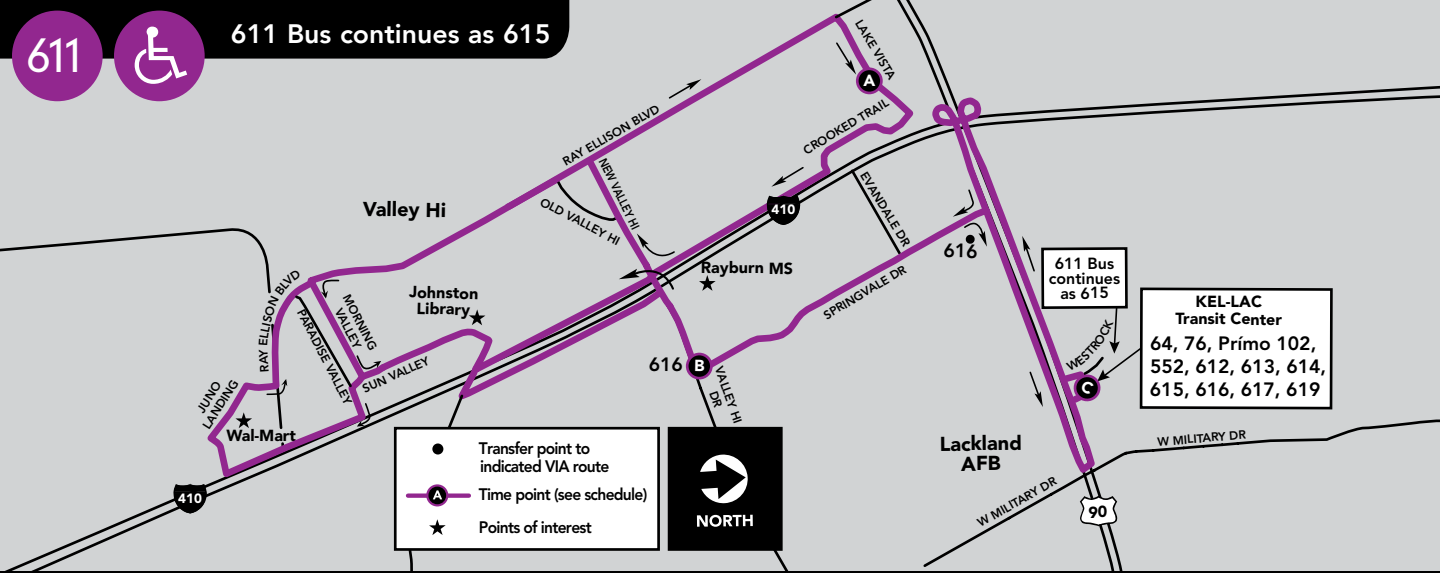 611
611 Bus continues as 615
LAKE VISTA
A
CROOKED TRAIL
RAY ELLISON BLVD
NEW VALLEY HI
OLD VALLEY HI
Valley Hi
410
EVANDALE DR
616
Rayburn MS
SPRINGVALE DR
611 Bus
continues
as 615
KEL-LAC
Transit Center
64, 76, Prímo 102,
552, 612, 613, 614,
615, 616, 617, 619
WESTROCK
C
RAY ELLISON BLVD
MORNING
VALLEY
PARADISE VALLEY
Johnston
Library
SUN VALLEY
616
B
VALLEY HI
DR
JUNO
LANDING
Wal-Mart
410
Lackland
AFB
W MILITARY DR
W MILITARY DR
90
Transfer point to
indicated VIA route
A
Time point (see schedule)
Points of interest
NORTH